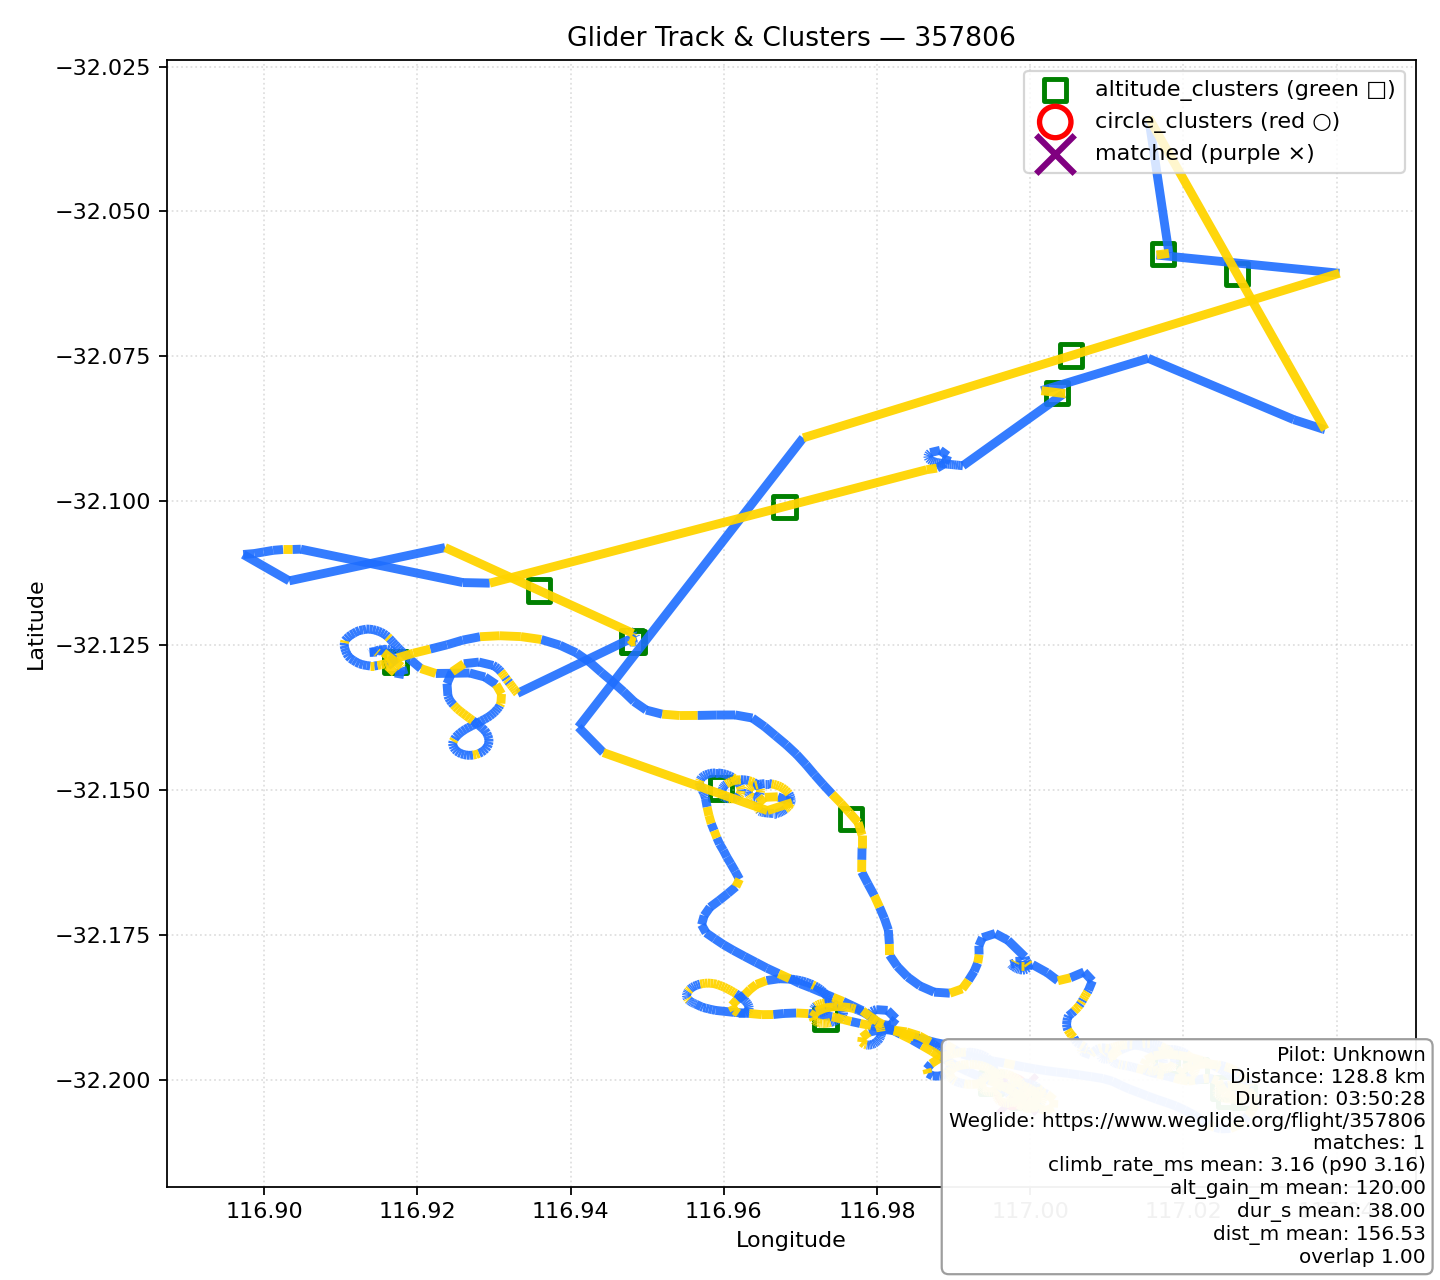 Glider Track & Clusters — 357806
altitude_clusters (green □)
circle_clusters (red ○)
matched (purple ×)
−32.025
−32.050
−32.075
−32.100
−32.125
−32.150
−32.175
−32.200
Latitude
116.90
116.92
116.94
116.96
116.98
117.00
117.02
Longitude
Pilot: Unknown
Distance: 128.8 km
Duration: 03:50:28
Weglide: https://www.weglide.org/flight/357806
matches: 1
climb_rate_ms mean: 3.16 (p90 3.16)
alt_gain_m mean: 120.00
dur_s mean: 38.00
dist_m mean: 156.53
overlap 1.00